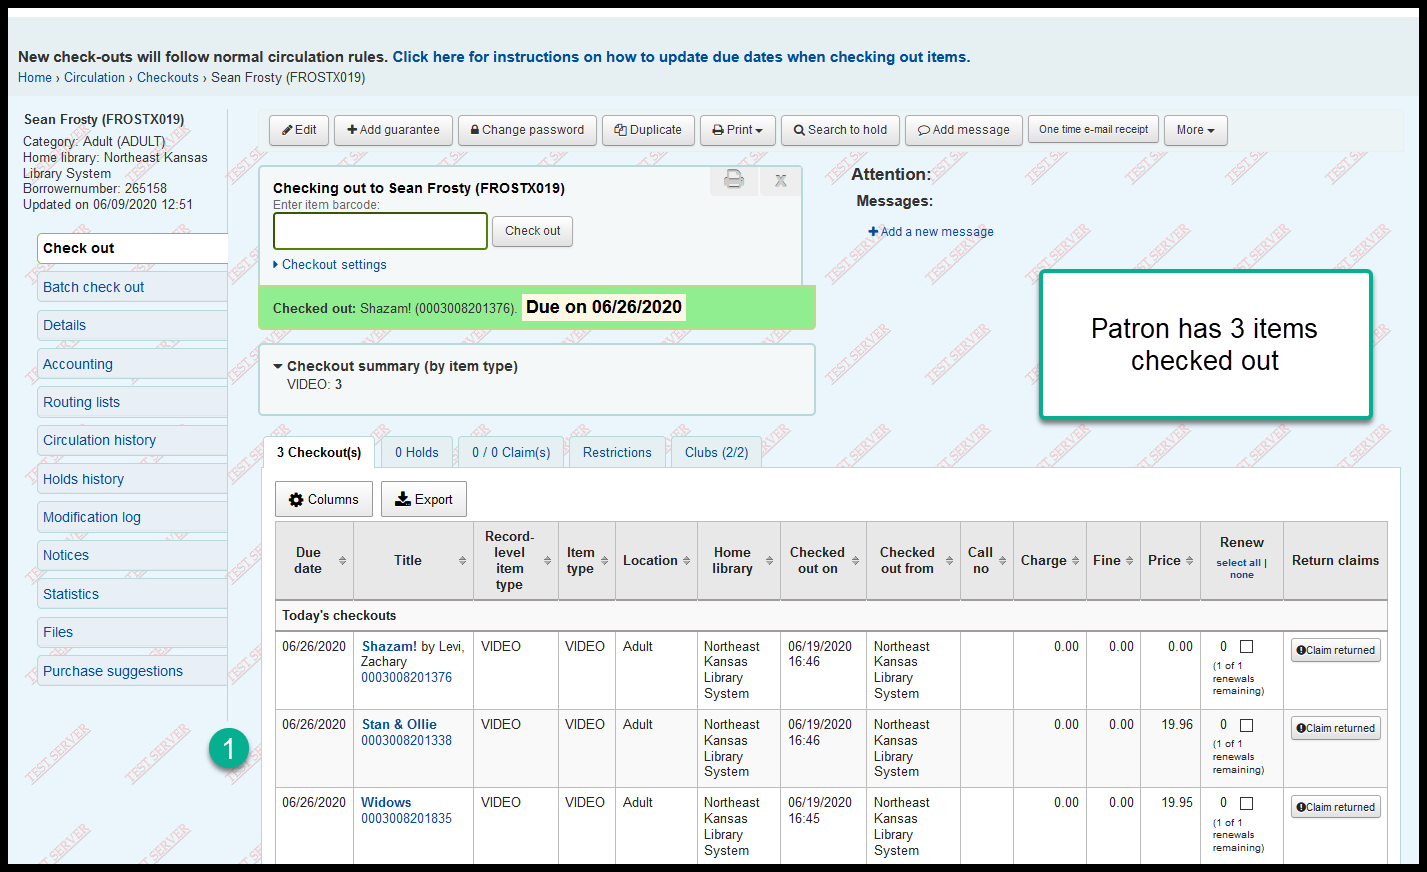 New check-outs will follow normal circulation rules. Click here for instructions on how to update due dates when checking out items.
Home › Circulation › Checkouts › Sean Frosty (FROSTX019)
Sean Frosty (FROSTX019)
Category: Adult (ADULT)
Home library: Northeast Kansas
Library System
Borrowernumber: 265158
Updated on 06/09/2020 12:51
Check out
Batch check out
Details
Accounting
Routing lists
Circulation history
Holds history
Modification log
Notices
Statistics
Files
Purchase suggestions
Edit Add guarantee Change password Duplicate Print Search to hold Add message One time e-mail receipt More
Checking out to Sean Frosty (FROSTX019)
X
Enter item barcode:
Check out
Checkout settings
Checked out: Shazam! (0003008201376). Due on 06/26/2020
Checkout summary (by item type)
VIDEO: 3
Attention:
Messages:
Add a new message
Patron has 3 items
checked out
3 Checkout(s) 0 Holds 0 / 0 Claim(s) Restrictions Clubs (2/2)
Columns Export
Due date Title Record-level item type Item type Location Home library Checked out on Checked out from Call no Charge Fine Price Renew select all | none Return claims
Today's checkouts
06/26/2020 Shazam! by Levi, VIDEO VIDEO Adult Northeast 06/19/2020 Northeast 0.00 0.00 0.00 0 Claim returned
Zachary Kansas 16:46 Kansas (1 of 1
0003008201376 Library Library renewals
System System remaining)
06/26/2020 Stan & Ollie VIDEO VIDEO Adult Northeast 06/19/2020 Northeast 0.00 0.00 19.96 0 Claim returned
0003008201338 Kansas 16:46 Kansas (1 of 1
Library Library renewals
System System remaining)
1
06/26/2020 Widows VIDEO VIDEO Adult Northeast 06/19/2020 Northeast 0.00 0.00 19.95 0 Claim returned
0003008201835 Kansas 16:45 Kansas (1 of 1
Library Library renewals
System System remaining)
TEST SERVER